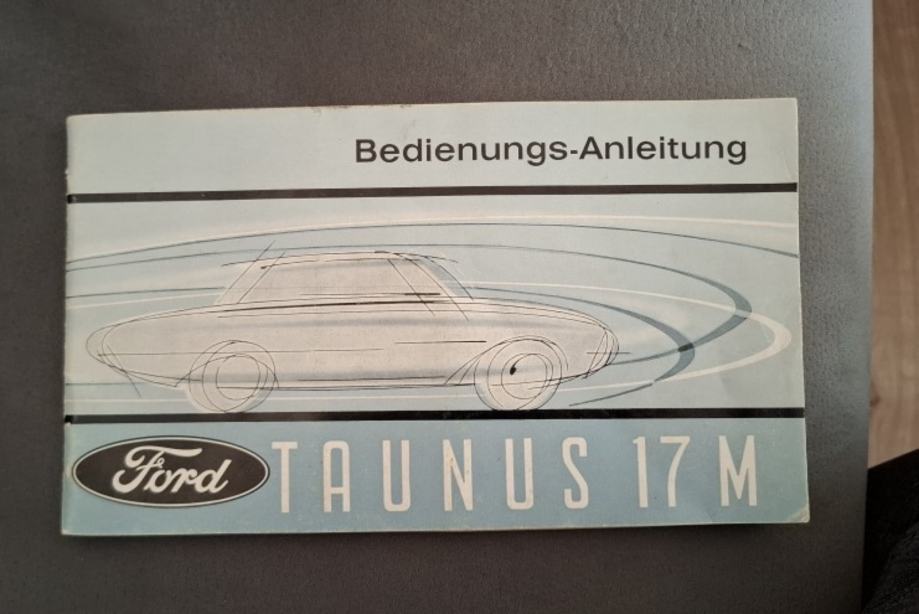 Bedienungs-Anleitung
Ford TAUNUS 17 M